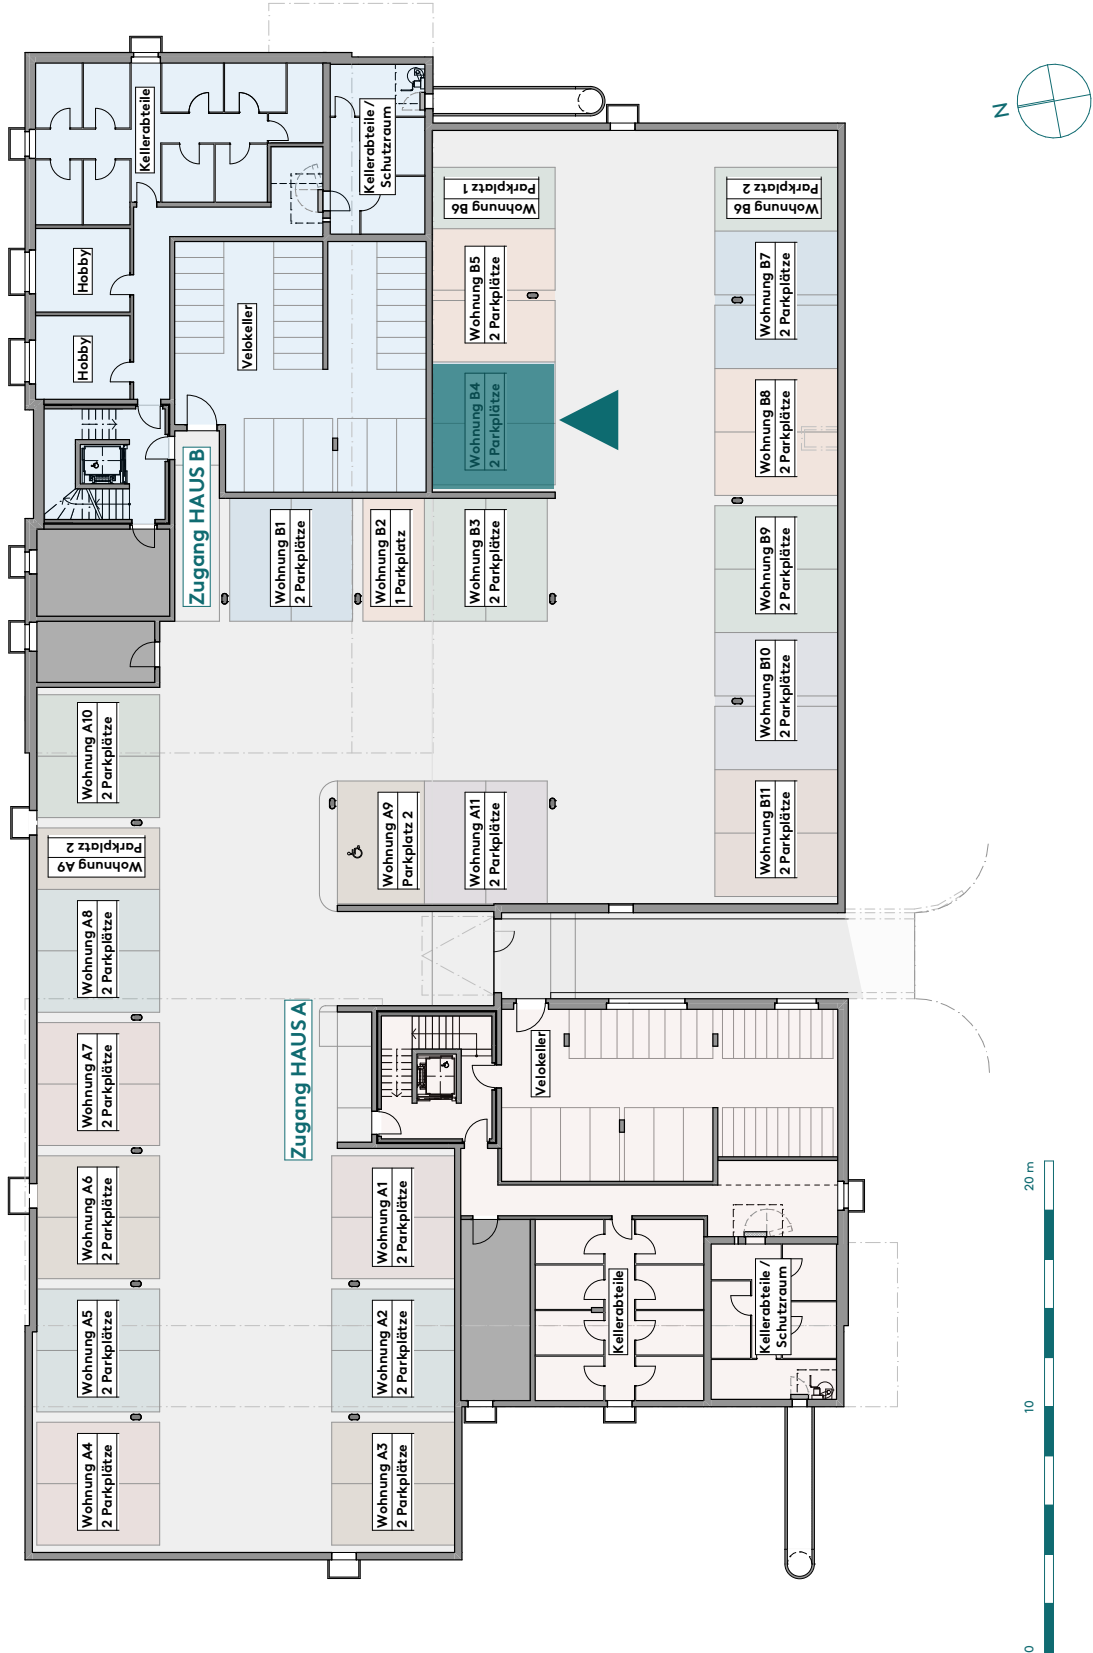 N
Kellerabteile
Kellerabteile /
Schutzraum
Wohnung B6
Parkplatz 1
Wohnung B6
Parkplatz 2
Hobby
Hobby
Velokeller
Wohnung B5
2 Parkplätze
Wohnung B7
2 Parkplätze
Wohnung B4
2 Parkplätze
Wohnung B8
2 Parkplätze
Zugang HAUS B
Wohnung B1
2 Parkplätze
Wohnung B2
1 Parkplatz
Wohnung B3
2 Parkplätze
Wohnung B9
2 Parkplätze
Wohnung B10
2 Parkplätze
Wohnung A10
2 Parkplätze
Wohnung A9
Parkplatz 2
Wohnung A9
Parkplatz 2
Wohnung A11
2 Parkplätze
Wohnung B11
2 Parkplätze
Wohnung A8
2 Parkplätze
Zugang HAUS A
Wohnung A7
2 Parkplätze
Velokeller
Wohnung A6
2 Parkplätze
Wohnung A1
2 Parkplätze
Kellerabteile
Kellerabteile /
Schutzraum
Wohnung A5
2 Parkplätze
Wohnung A2
2 Parkplätze
Wohnung A4
2 Parkplätze
Wohnung A3
2 Parkplätze
20 m
10
0